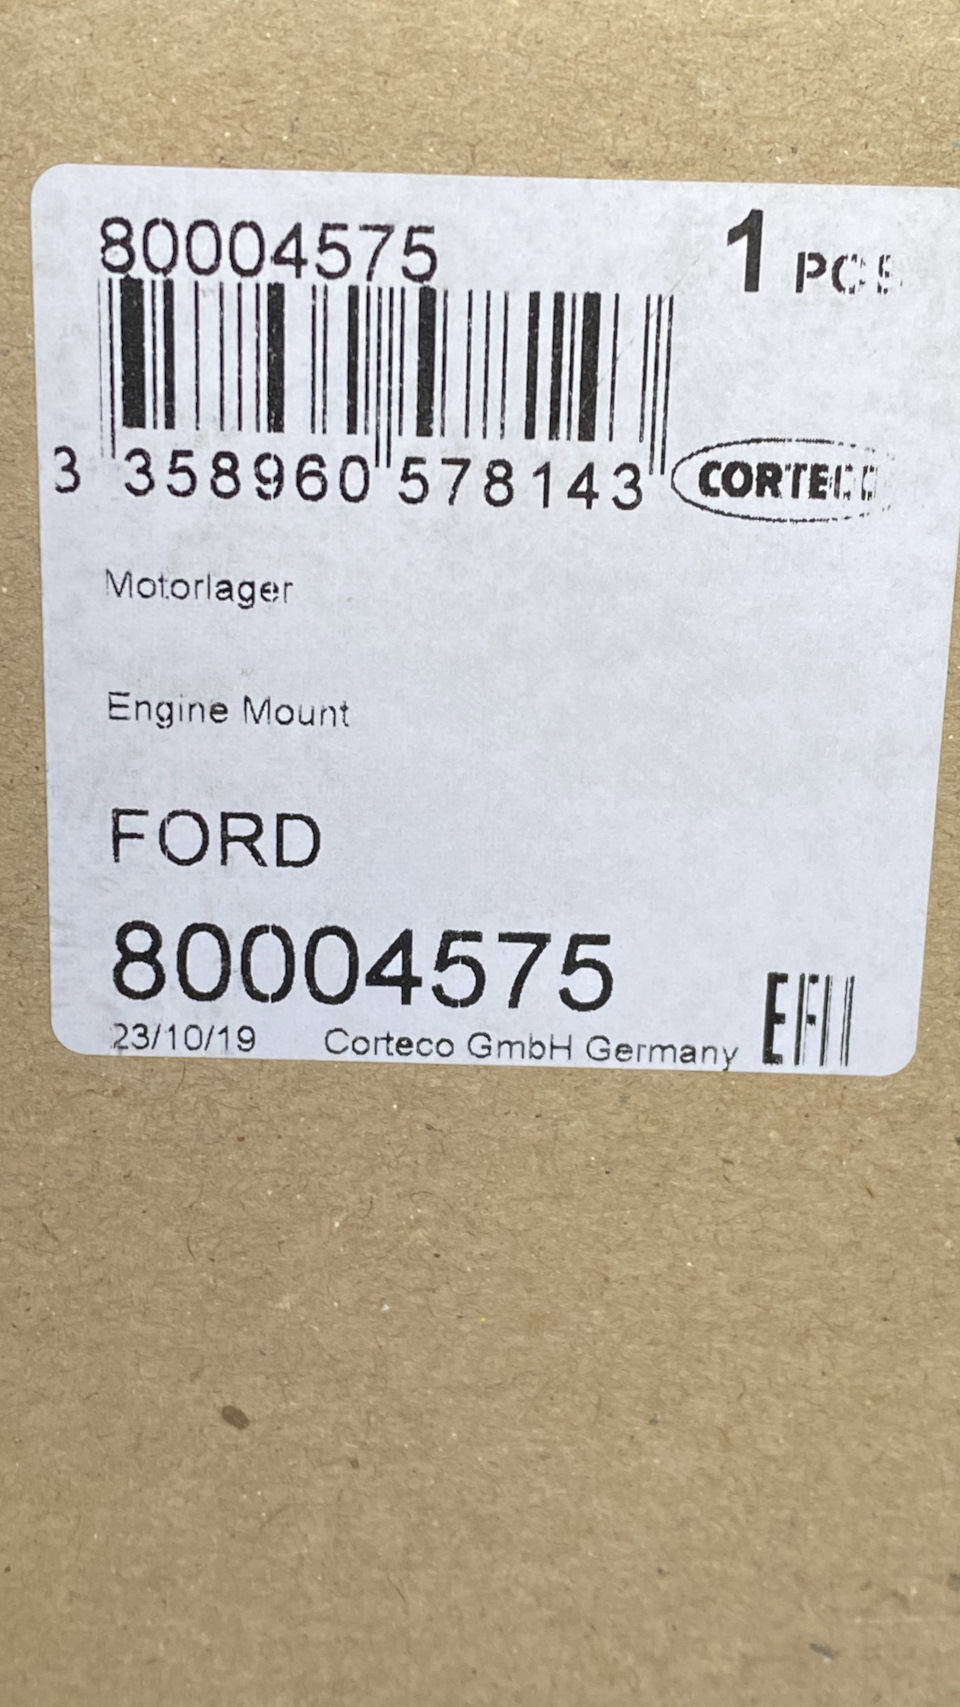 80004575
1 PCS
3 358960 578143
CORTECO
Motorlager
Engine Mount
FORD
80004575
23/10/19 Corteco GmbH Germany